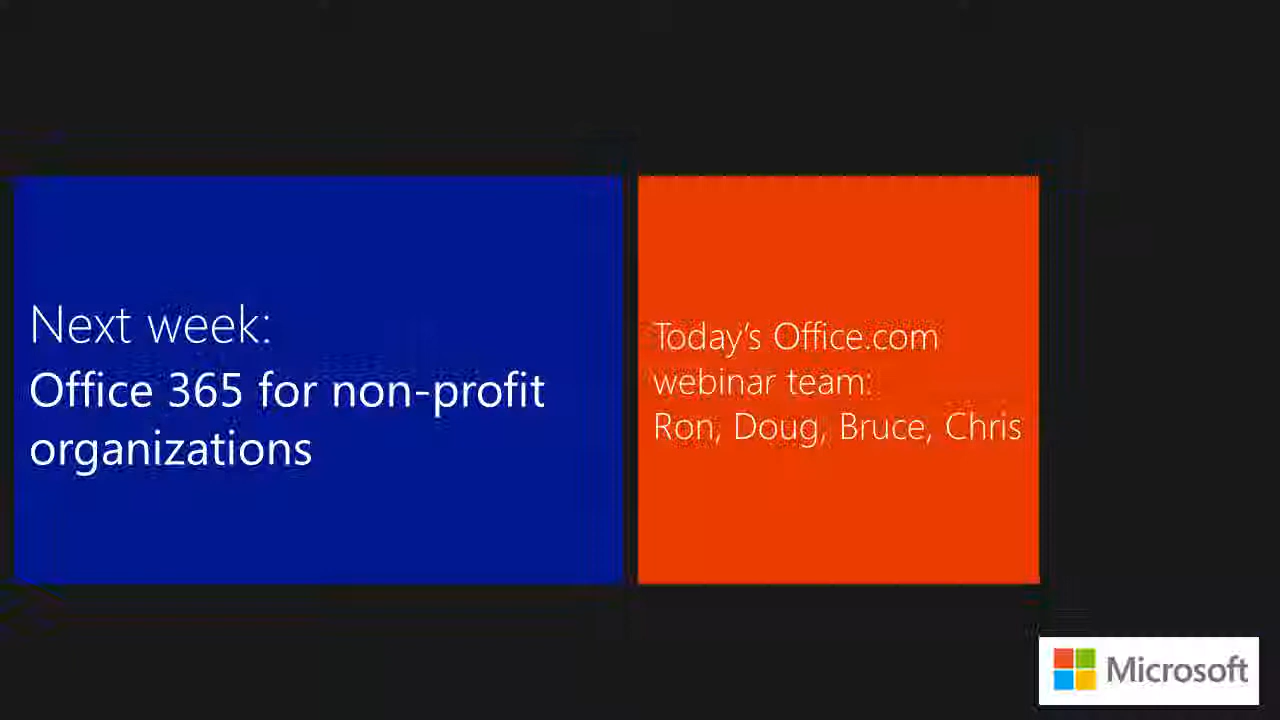 Next week:
Office 365 for non-profit
organizations
Today's Office.com
webinar team:
Ron, Doug, Bruce, Chris
Microsoft